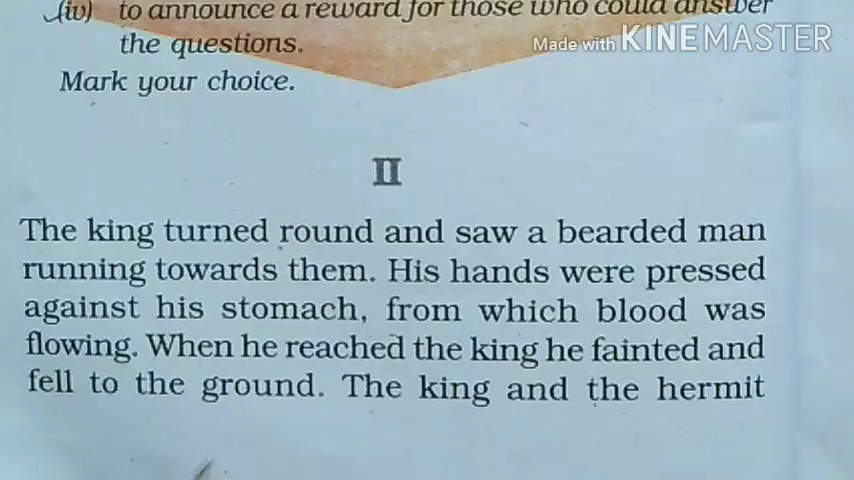 (iv) to announce a reward for those who could answer
the questions.
Made with KINEMASTER
Mark your choice.
II
The king turned round and saw a bearded man
running towards them. His hands were pressed
against his stomach, from which blood was
flowing. When he reached the king he fainted and
fell to the ground. The king and the hermit